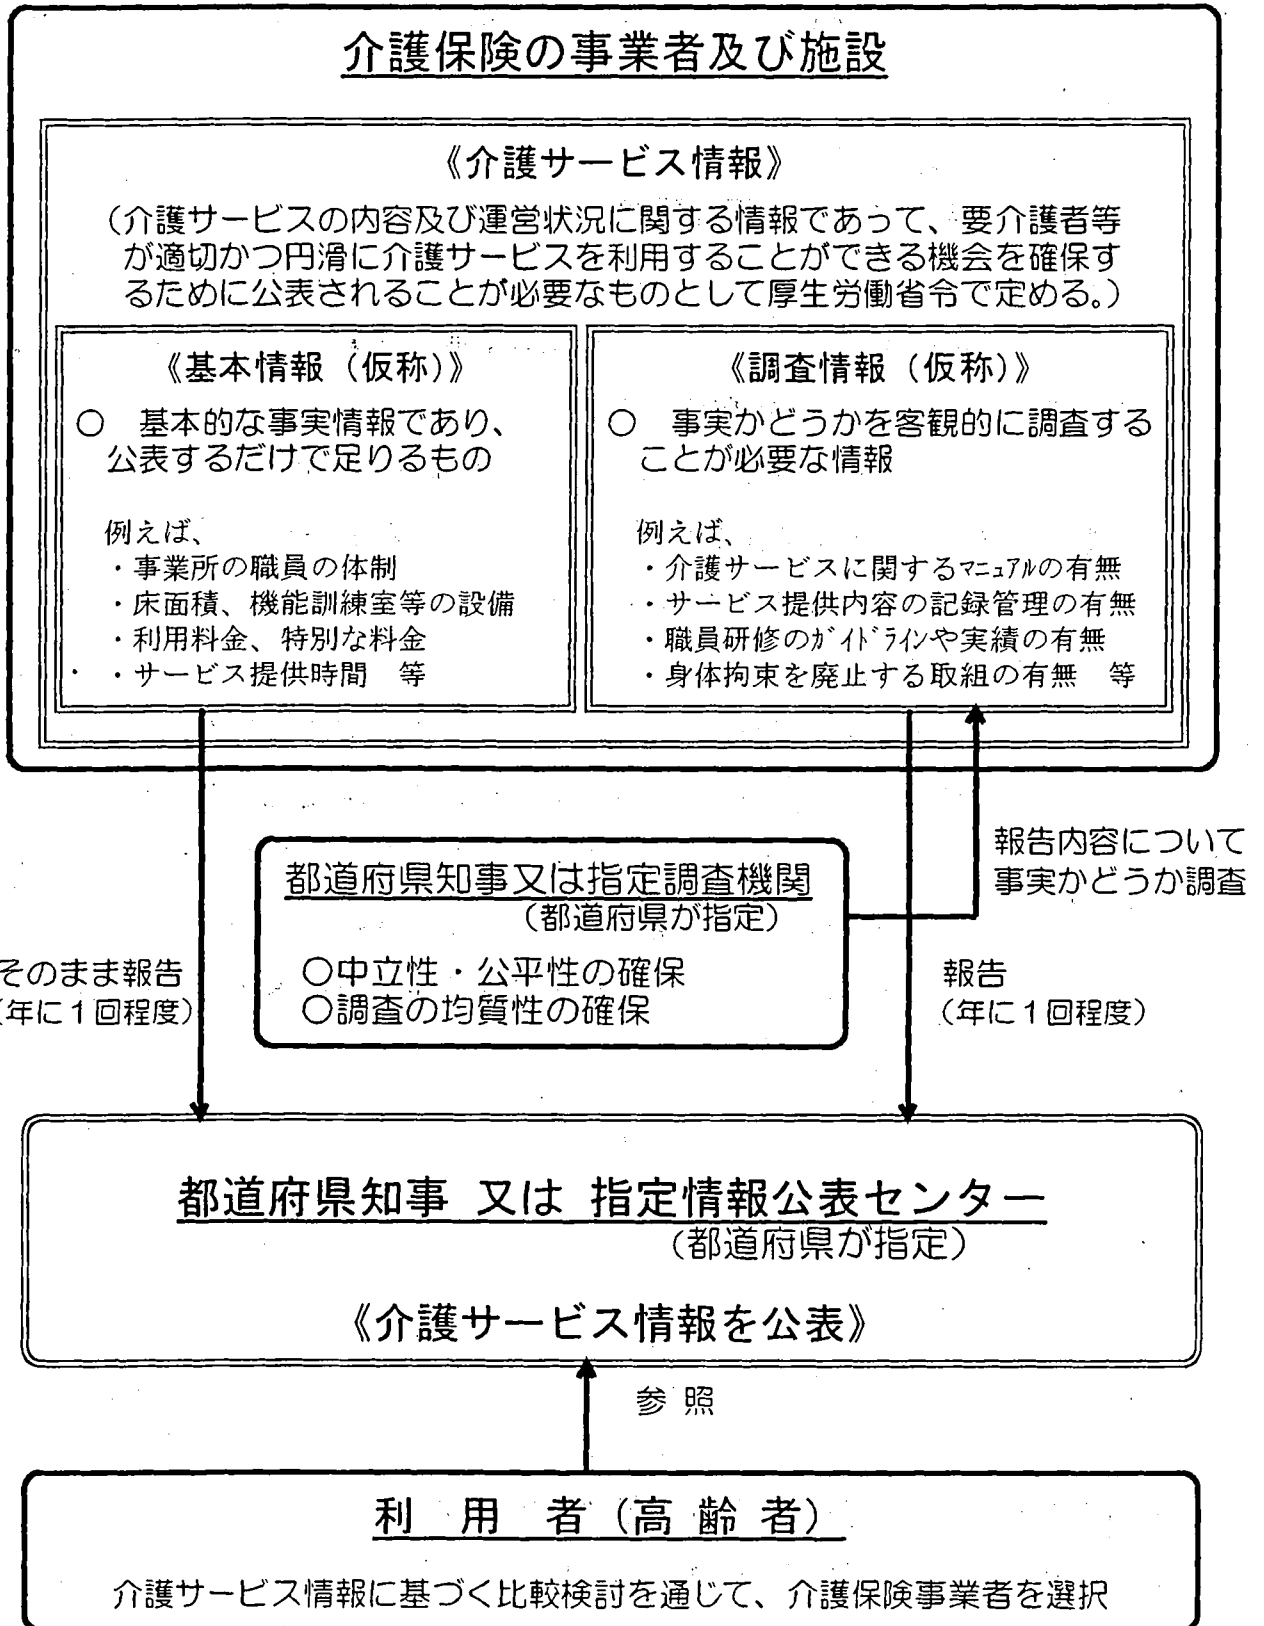 介護保険の事業者及び施設
《介護サービス情報》
(介護サービスの内容及び運営状況に関する情報であって、要介護者等
が適切かつ円滑に介護サービスを利用することができる機会を確保す
るために公表されることが必要なものとして厚生労働省令で定める。)
《基本情報(仮称)》
○ 基本的な事実情報であり、
公表するだけで足りるもの
例えば、
・事業所の職員の体制
・床面積、機能訓練室等の設備
・利用料金、特別な料金
・サービス提供時間 等
《調査情報(仮称)》
○ 事実かどうかを客観的に調査する
ことが必要な情報
例えば、
・介護サービスに関するマニュアルの有無
・サービス提供内容の記録管理の有無
・職員研修のガイドラインや実績の有無
・身体拘束を廃止する取組の有無 等
報告内容について
事実かどうか調査
都道府県知事又は指定調査機関
(都道府県が指定)
○中立性・公平性の確保
○調査の均質性の確保
そのまま報告
(年に1回程度)
報告
(年に1回程度)
都道府県知事 又は 指定情報公表センター
(都道府県が指定)
《介護サービス情報を公表》
参照
利用者(高齢者)
介護サービス情報に基づく比較検討を通じて、介護保険事業者を選択